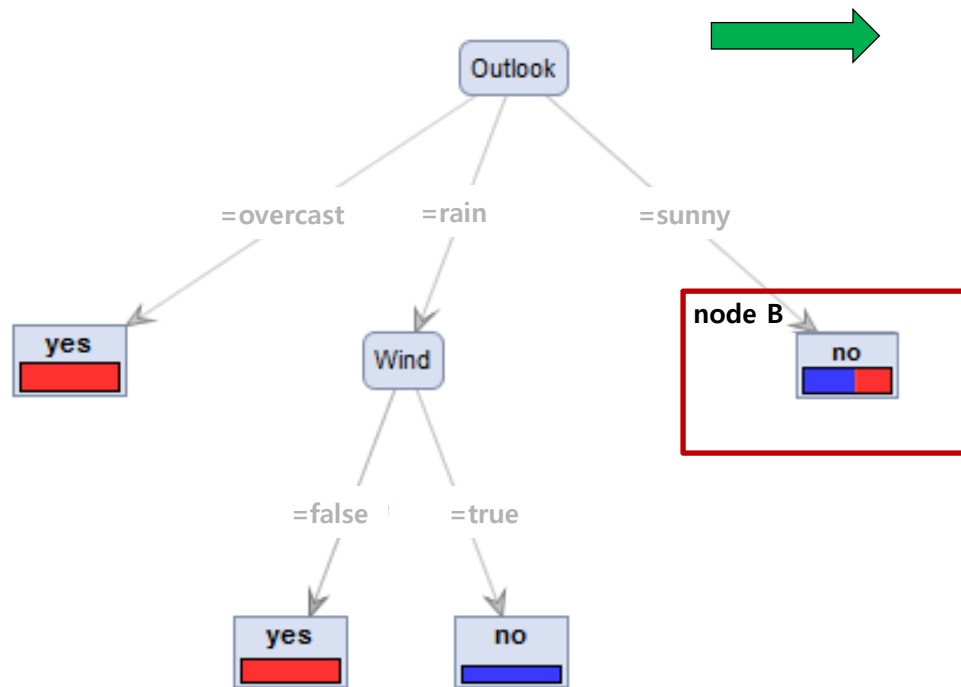 Outlook
=overcast
=rain
=sunny
node B
yes
Wind
no
=false
=true
yes
no